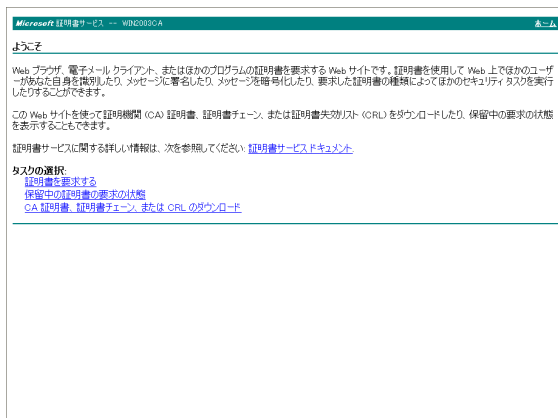 Microsoft 証明書サービス -- WIN2003CA ホーム
ようこそ
Web ブラウザ、電子メール クライアント、またはほかのプログラムの証明書を要求する Web サイトです。証明書を使用して Web 上でほかのユーザ
ーがあなた自身を識別したり、メッセージに署名したり、メッセージを暗号化したり、要求した証明書の種類によってほかのセキュリティ タスクを実行
したりすることができます。
この Web サイトを使って証明機関 (CA) 証明書、証明書チェーン、または証明書失効リスト (CRL) をダウンロードしたり、保留中の要求の状態
を表示することもできます。
証明書サービスに関する詳しい情報は、次を参照してください: 証明書サービス ドキュメント.
タスクの選択:
証明書を要求する
保留中の証明書の要求の状態
CA 証明書、証明書チェーン、または CRL のダウンロード